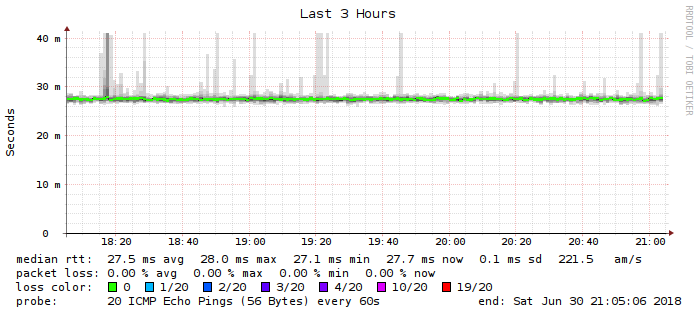 Last 3 Hours
RRDTOOL / TOBI OETIKER
Seconds
40 m
30 m
20 m
10 m
0
18:20 18:40 19:00 19:20 19:40 20:00 20:20 20:40 21:00
median rtt: 27.5 ms avg 28.0 ms max 27.1 ms min 27.7 ms now 0.1 ms sd 221.5 am/s
packet loss: 0.00 % avg 0.00 % max 0.00 % min 0.00 % now
loss color: 0 1/20 2/20 3/20 4/20 10/20 19/20
probe: 20 ICMP Echo Pings (56 Bytes) every 60s end: Sat Jun 30 21:05:06 2018